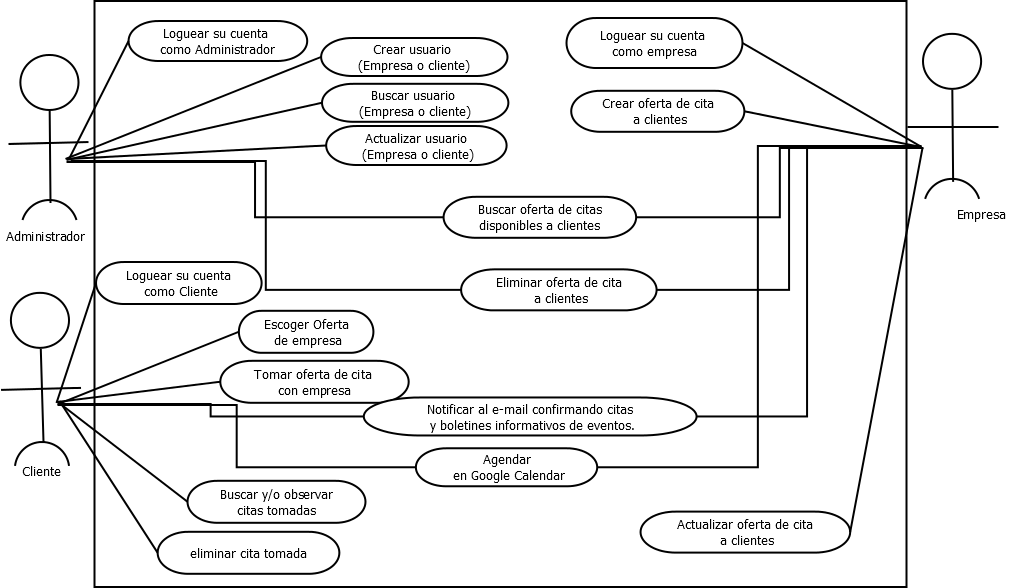 Loguear su cuenta
como Administrador
Crear usuario
(Empresa o cliente)
Buscar usuario
(Empresa o cliente)
Actualizar usuario
(Empresa o cliente)
Loguear su cuenta
como empresa
Crear oferta de cita
a clientes
Administrador
Empresa
Buscar oferta de citas
disponibles a clientes
Loguear su cuenta
como Cliente
Eliminar oferta de cita
a clientes
Escoger Oferta
de empresa
Tomar oferta de cita
con empresa
Notificar al e-mail confirmando citas
y boletines informativos de eventos.
Cliente
Agendar
en Google Calendar
Buscar y/o observar
citas tomadas
Actualizar oferta de cita
a clientes
eliminar cita tomada